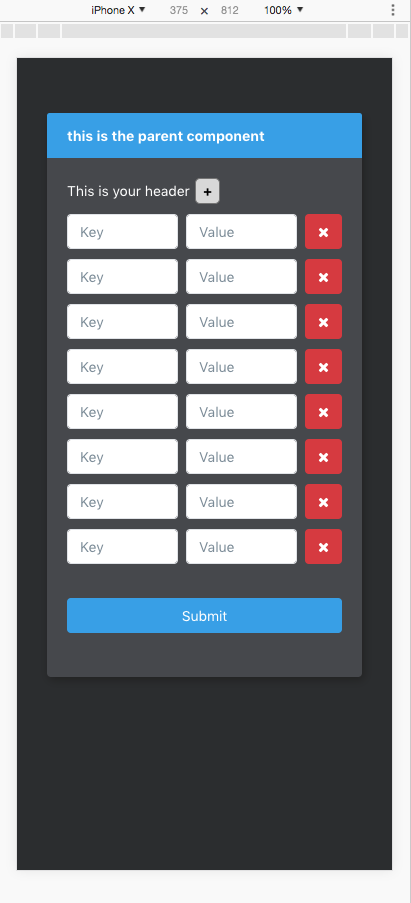 iPhone X ▼ 375 × 812 100% ▼
this is the parent component
This is your header +
Key Value ×
Key Value ×
Key Value ×
Key Value ×
Key Value ×
Key Value ×
Key Value ×
Key Value ×
Submit